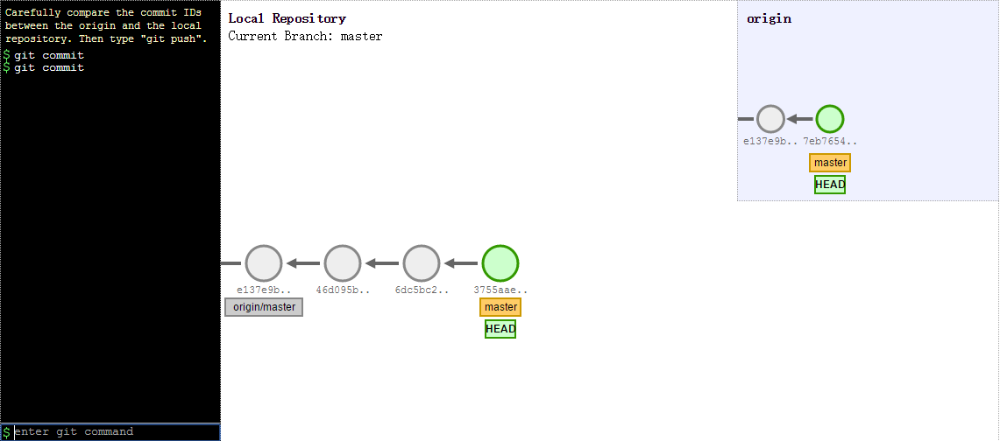 Carefully compare the commit IDs
between the origin and the local
repository. Then type "git push".
$ git commit
$ git commit
$ enter git command
Local Repository
Current Branch: master
e137e9b..
46d095b..
6dc5bc2..
3755aae..
origin/master
master
HEAD
origin
e137e9b..
7eb7654..
master
HEAD